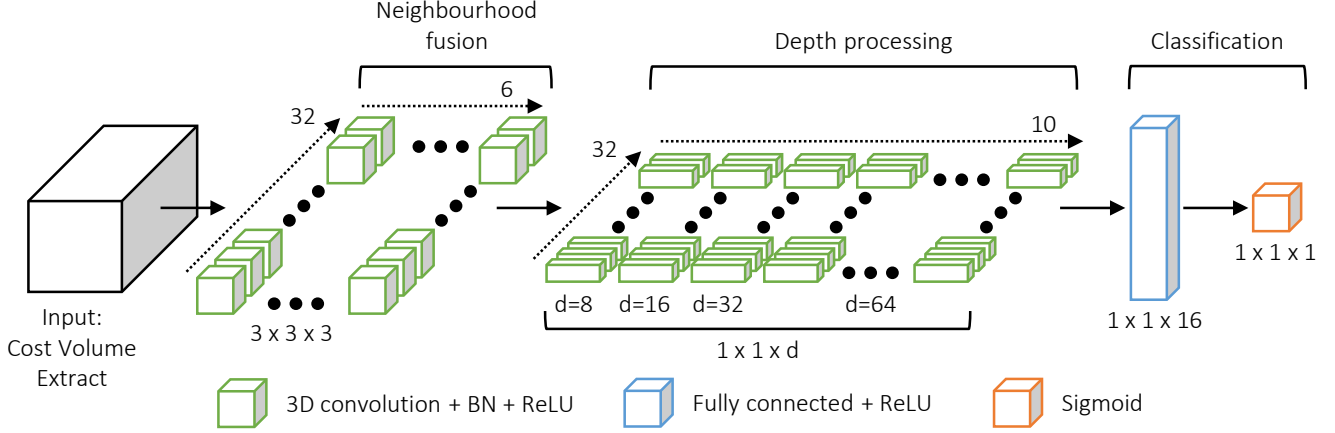 Neighbourhood
fusion
Depth processing
Classification
6
32
10
32
d=8
d=16
d=32
d=64
1 x 1 x 1
3 x 3 x 3
1 x 1 x d
1 x 1 x 16
Input:
Cost Volume
Extract
3D convolution + BN + ReLU
Fully connected + ReLU
Sigmoid